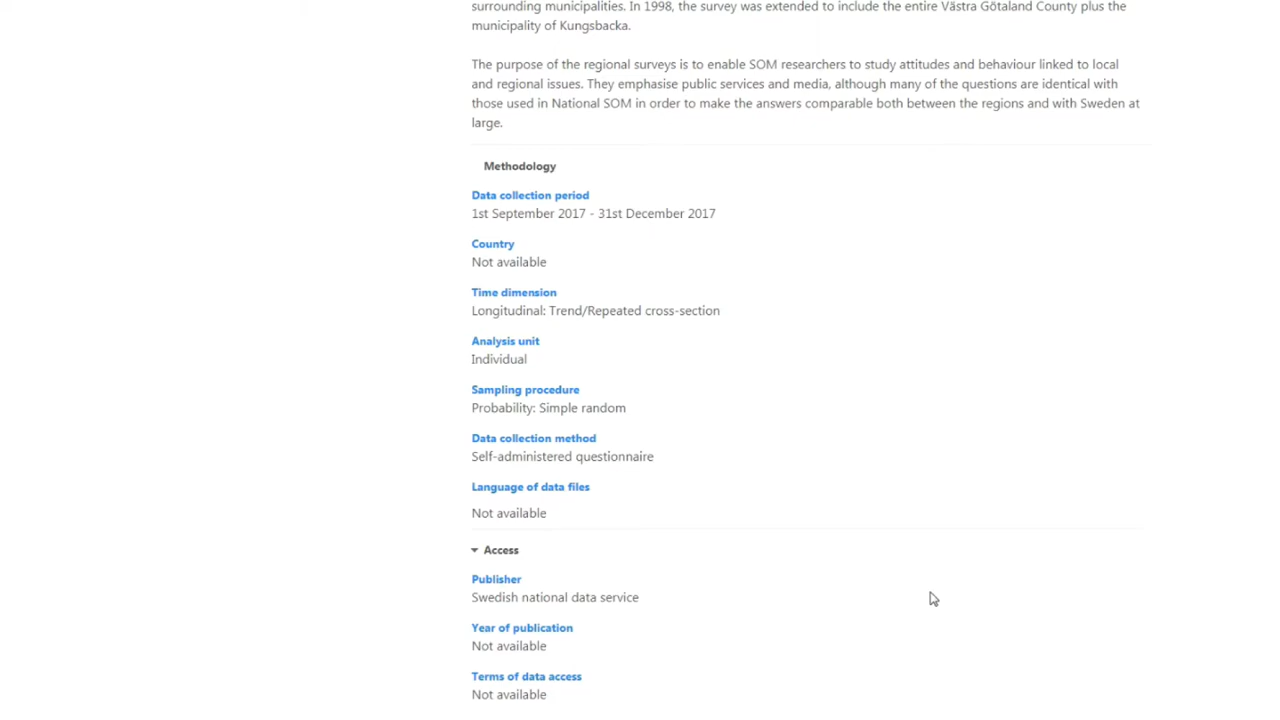 surrounding municipalities. In 1998, the survey was extended to include the entire Västra Götaland County plus the
municipality of Kungsbacka.
The purpose of the regional surveys is to enable SOM researchers to study attitudes and behaviour linked to local
and regional issues. They emphasise public services and media, although many of the questions are identical with
those used in National SOM in order to make the answers comparable both between the regions and with Sweden at
large.
Methodology
Data collection period
1st September 2017 - 31st December 2017
Country
Not available
Time dimension
Longitudinal: Trend/Repeated cross-section
Analysis unit
Individual
Sampling procedure
Probability: Simple random
Data collection method
Self-administered questionnaire
Language of data files
Not available
Access
Publisher
Swedish national data service
Year of publication
Not available
Terms of data access
Not available